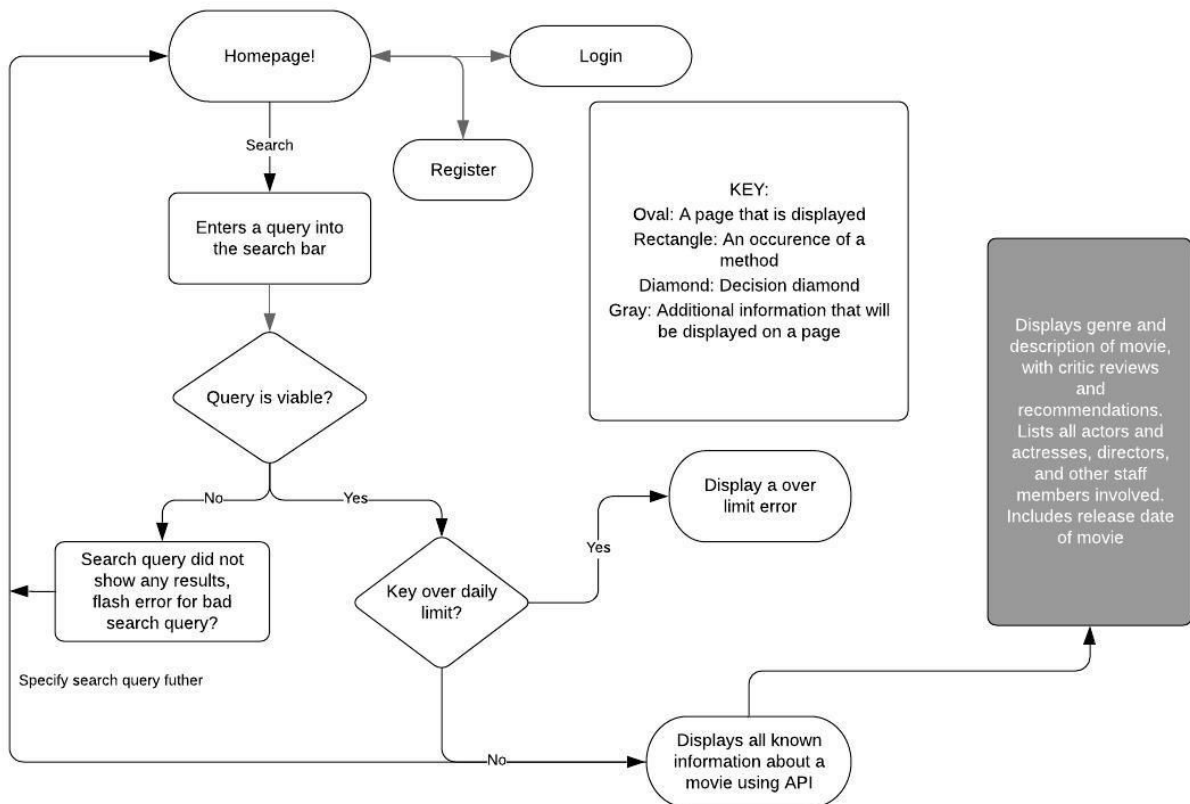 Homepage!
Login
Register
Search
Enters a query into
the search bar
KEY:
Oval: A page that is displayed
Rectangle: An occurence of a
method
Diamond: Decision diamond
Gray: Additional information that will
be displayed on a page
Displays genre and
description of movie,
with critic reviews
and
recommendations.
Lists all actors and
actresses, directors,
and other staff
members involved.
Includes release date
of movie
Query is viable?
No
Yes
Display a over
limit error
Yes
Search query did not
show any results,
flash error for bad
search query?
Key over daily
limit?
Specify search query futher
No
Displays all known
information about a
movie using API